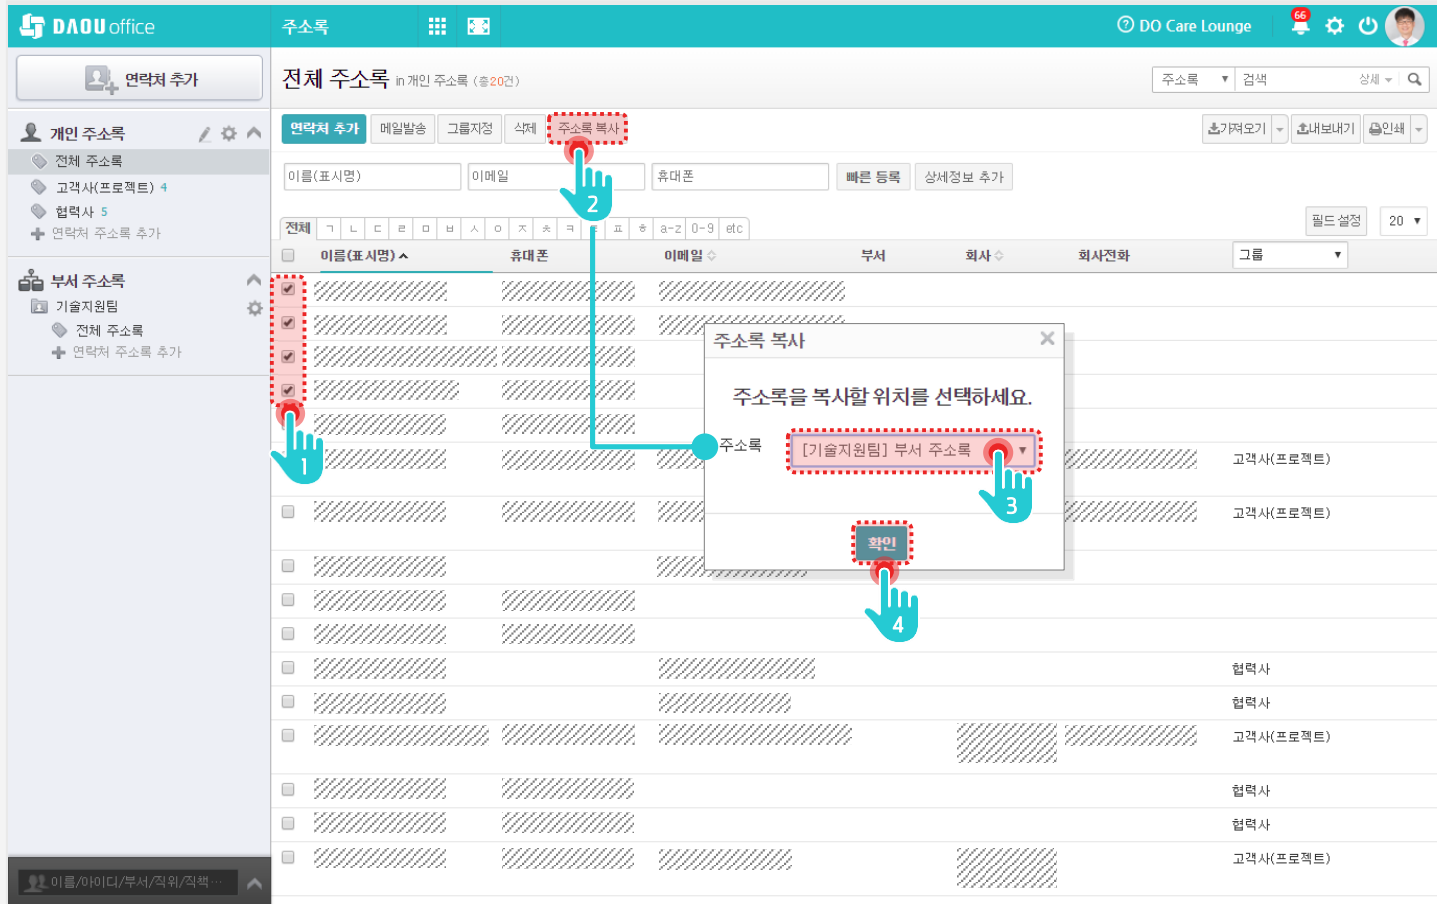 DAOU office
주소록
DO Care Lounge
66
연락처 추가
개인 주소록
전체 주소록
고객사(프로젝트) 4
협력사 5
연락처 주소록 추가
부서 주소록
기술지원팀
전체 주소록
연락처 주소록 추가
이름/아이디/부서/직위/직책···
전체 주소록 in 개인 주소록 (총20건)
주소록 검색 상세
연락처 추가 메일발송 그룹지정 삭제 주소록 복사
가져오기 내보내기 인쇄
이름(표시명) 이메일 휴대폰 빠른 등록 상세정보 추가
2
필드 설정 20
전체 ㄱ ㄴ ㄷ ㄹ ㅁ ㅂ ㅅ ㅇ ㅈ ㅊ ㅋ ㅍ ㅎ a-z 0-9 etc
이름(표시명) 휴대폰 이메일 부서 회사 회사전화 그룹
주소록 복사
주소록을 복사할 위치를 선택하세요.
주소록 [기술지원팀] 부서 주소록
1
3
확인
4
고객사(프로젝트)
고객사(프로젝트)
협력사
협력사
고객사(프로젝트)
협력사
협력사
고객사(프로젝트)